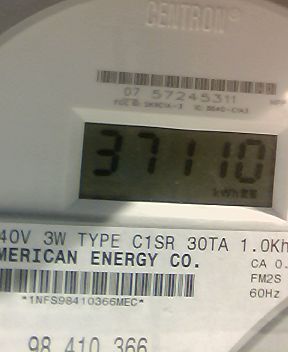 CENTRON®
07 57245311
37110
kWh
40V 3W TYPE C1SR 30TA 1.0Kh
MERICAN ENERGY CO.
CA 0.
*1NFS98410366MEC*
FM2S
60Hz
98 410 366